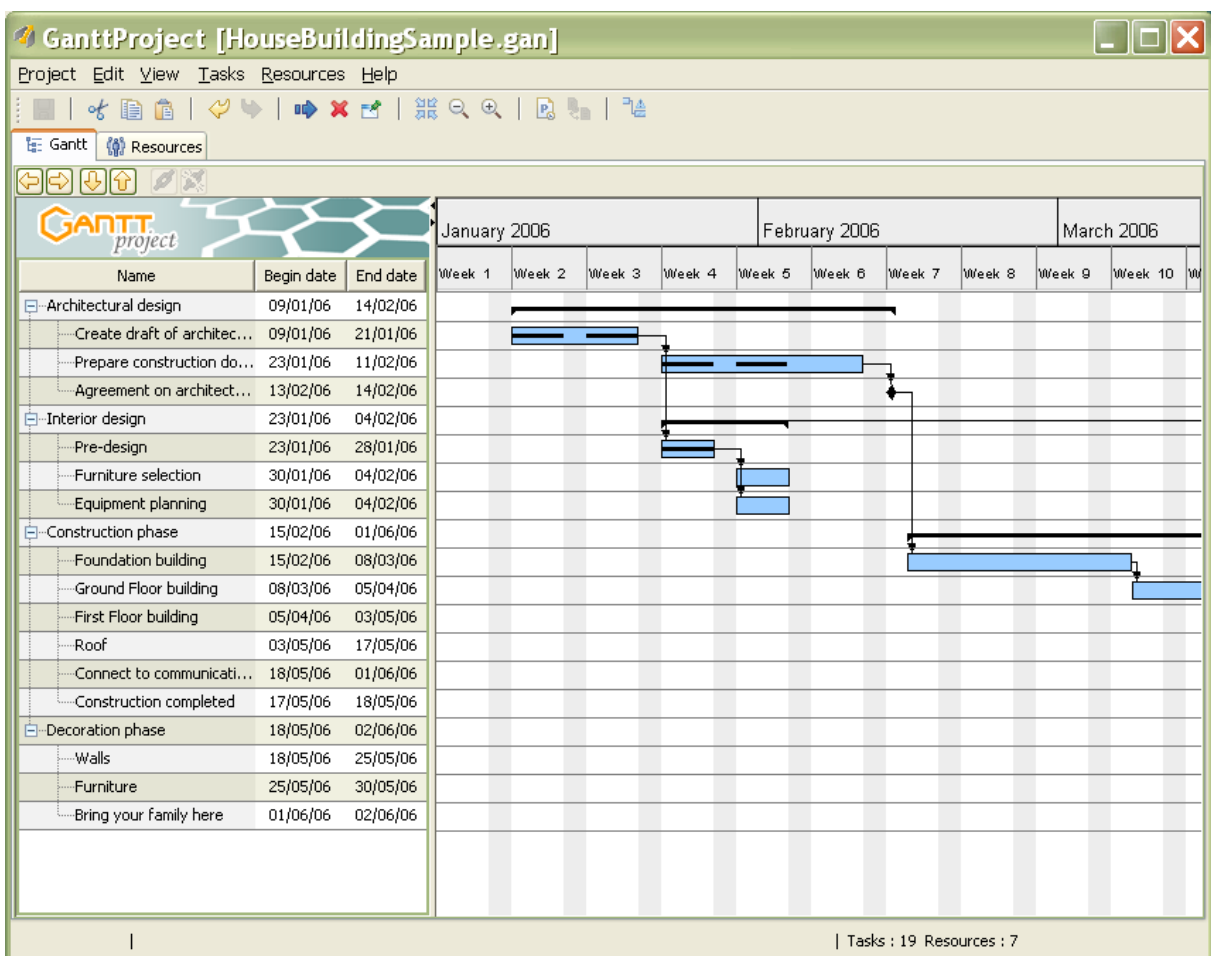 GanttProject [HouseBuildingSample.gan]
Project Edit View Tasks Resources Help
Gantt Resources
GANTT project
January 2006 February 2006 March 2006
Name Begin date End date Week 1 Week 2 Week 3 Week 4 Week 5 Week 6 Week 7 Week 8 Week 9 Week 10 W
Architectural design 09/01/06 14/02/06
Create draft of architec... 09/01/06 21/01/06
Prepare construction do... 23/01/06 11/02/06
Agreement on architect... 13/02/06 14/02/06
Interior design 23/01/06 04/02/06
Pre-design 23/01/06 28/01/06
Furniture selection 30/01/06 04/02/06
Equipment planning 30/01/06 04/02/06
Construction phase 15/02/06 01/06/06
Foundation building 15/02/06 08/03/06
Ground Floor building 08/03/06 05/04/06
First Floor building 05/04/06 03/05/06
Roof 03/05/06 17/05/06
Connect to communicati... 18/05/06 01/06/06
Construction completed 17/05/06 18/05/06
Decoration phase 18/05/06 02/06/06
Walls 18/05/06 25/05/06
Furniture 25/05/06 30/05/06
Bring your family here 01/06/06 02/06/06
| | Tasks : 19 Resources : 7